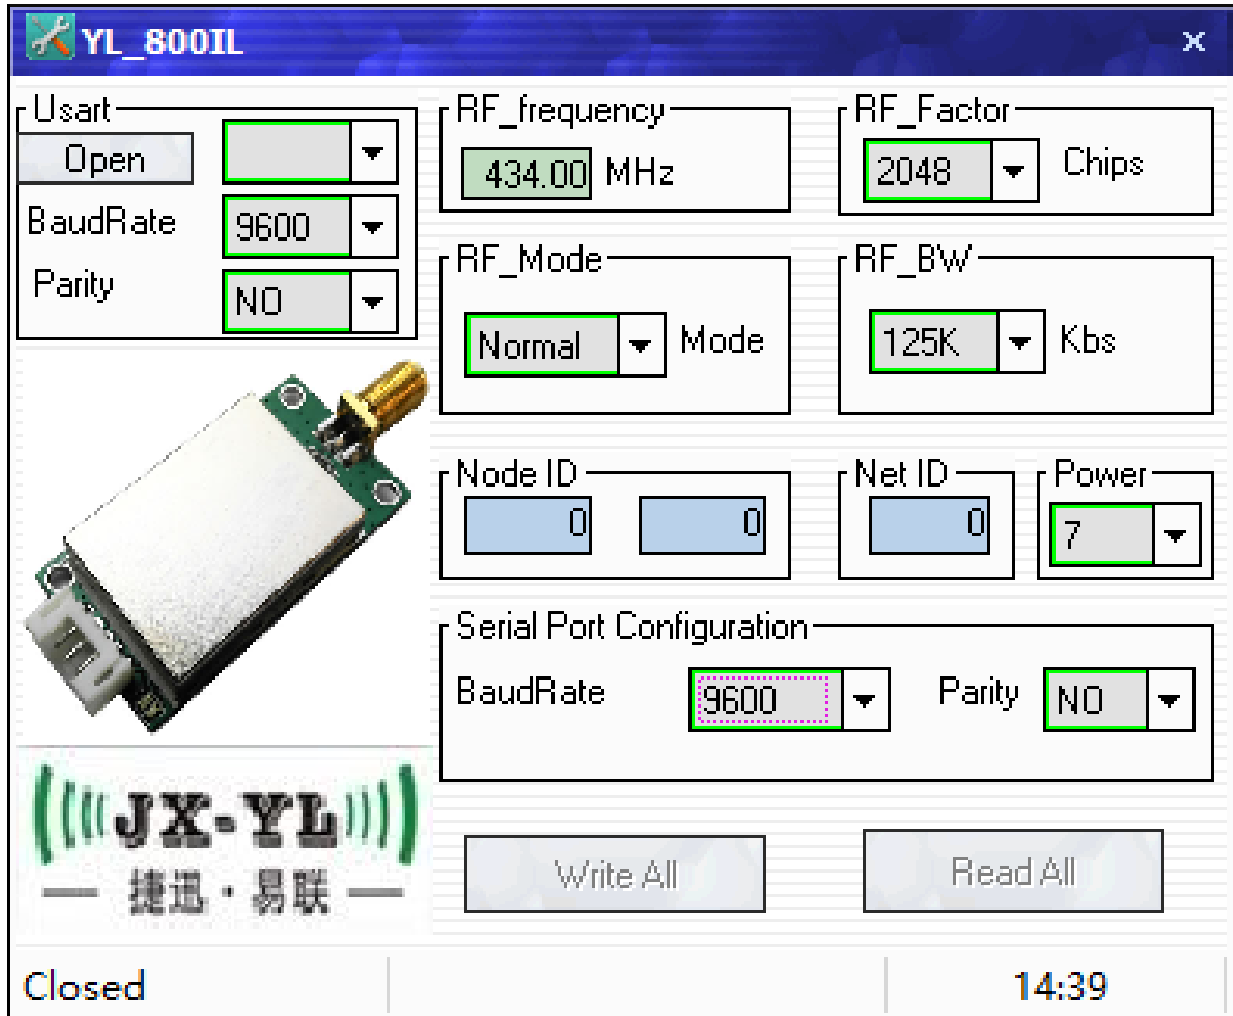 YL_800IL
Usart
Open
BaudRate 9600
Parity NO
RF_frequency
434.00 MHz
RF_Factor
2048 Chips
RF_Mode
Normal Mode
RF_BW
125K Kbs
Node ID
0 0
Net ID
0
Power
7
Serial Port Configuration
BaudRate 9600 Parity NO
JX-YL
捷迅·易联
Write All Read All
Closed 14:39